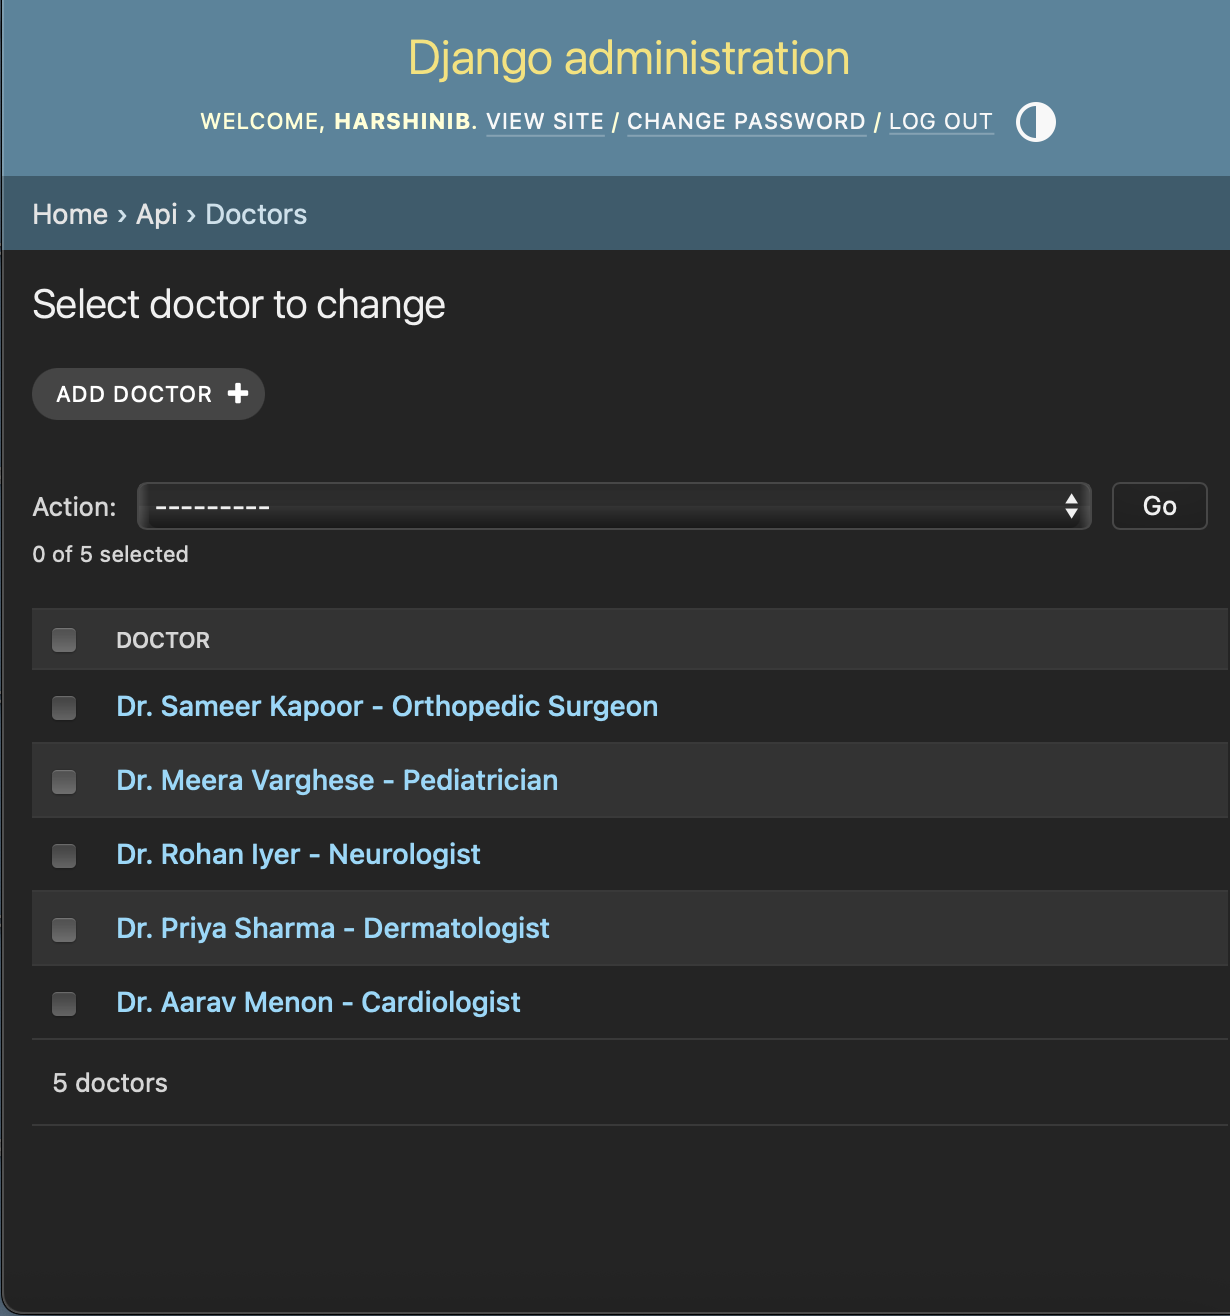 Django administration
WELCOME, HARSHINIB. VIEW SITE / CHANGE PASSWORD / LOG OUT
Home › Api › Doctors
Select doctor to change
ADD DOCTOR
Action: --------- Go
0 of 5 selected
DOCTOR
Dr. Sameer Kapoor - Orthopedic Surgeon
Dr. Meera Varghese - Pediatrician
Dr. Rohan Iyer - Neurologist
Dr. Priya Sharma - Dermatologist
Dr. Aarav Menon - Cardiologist
5 doctors